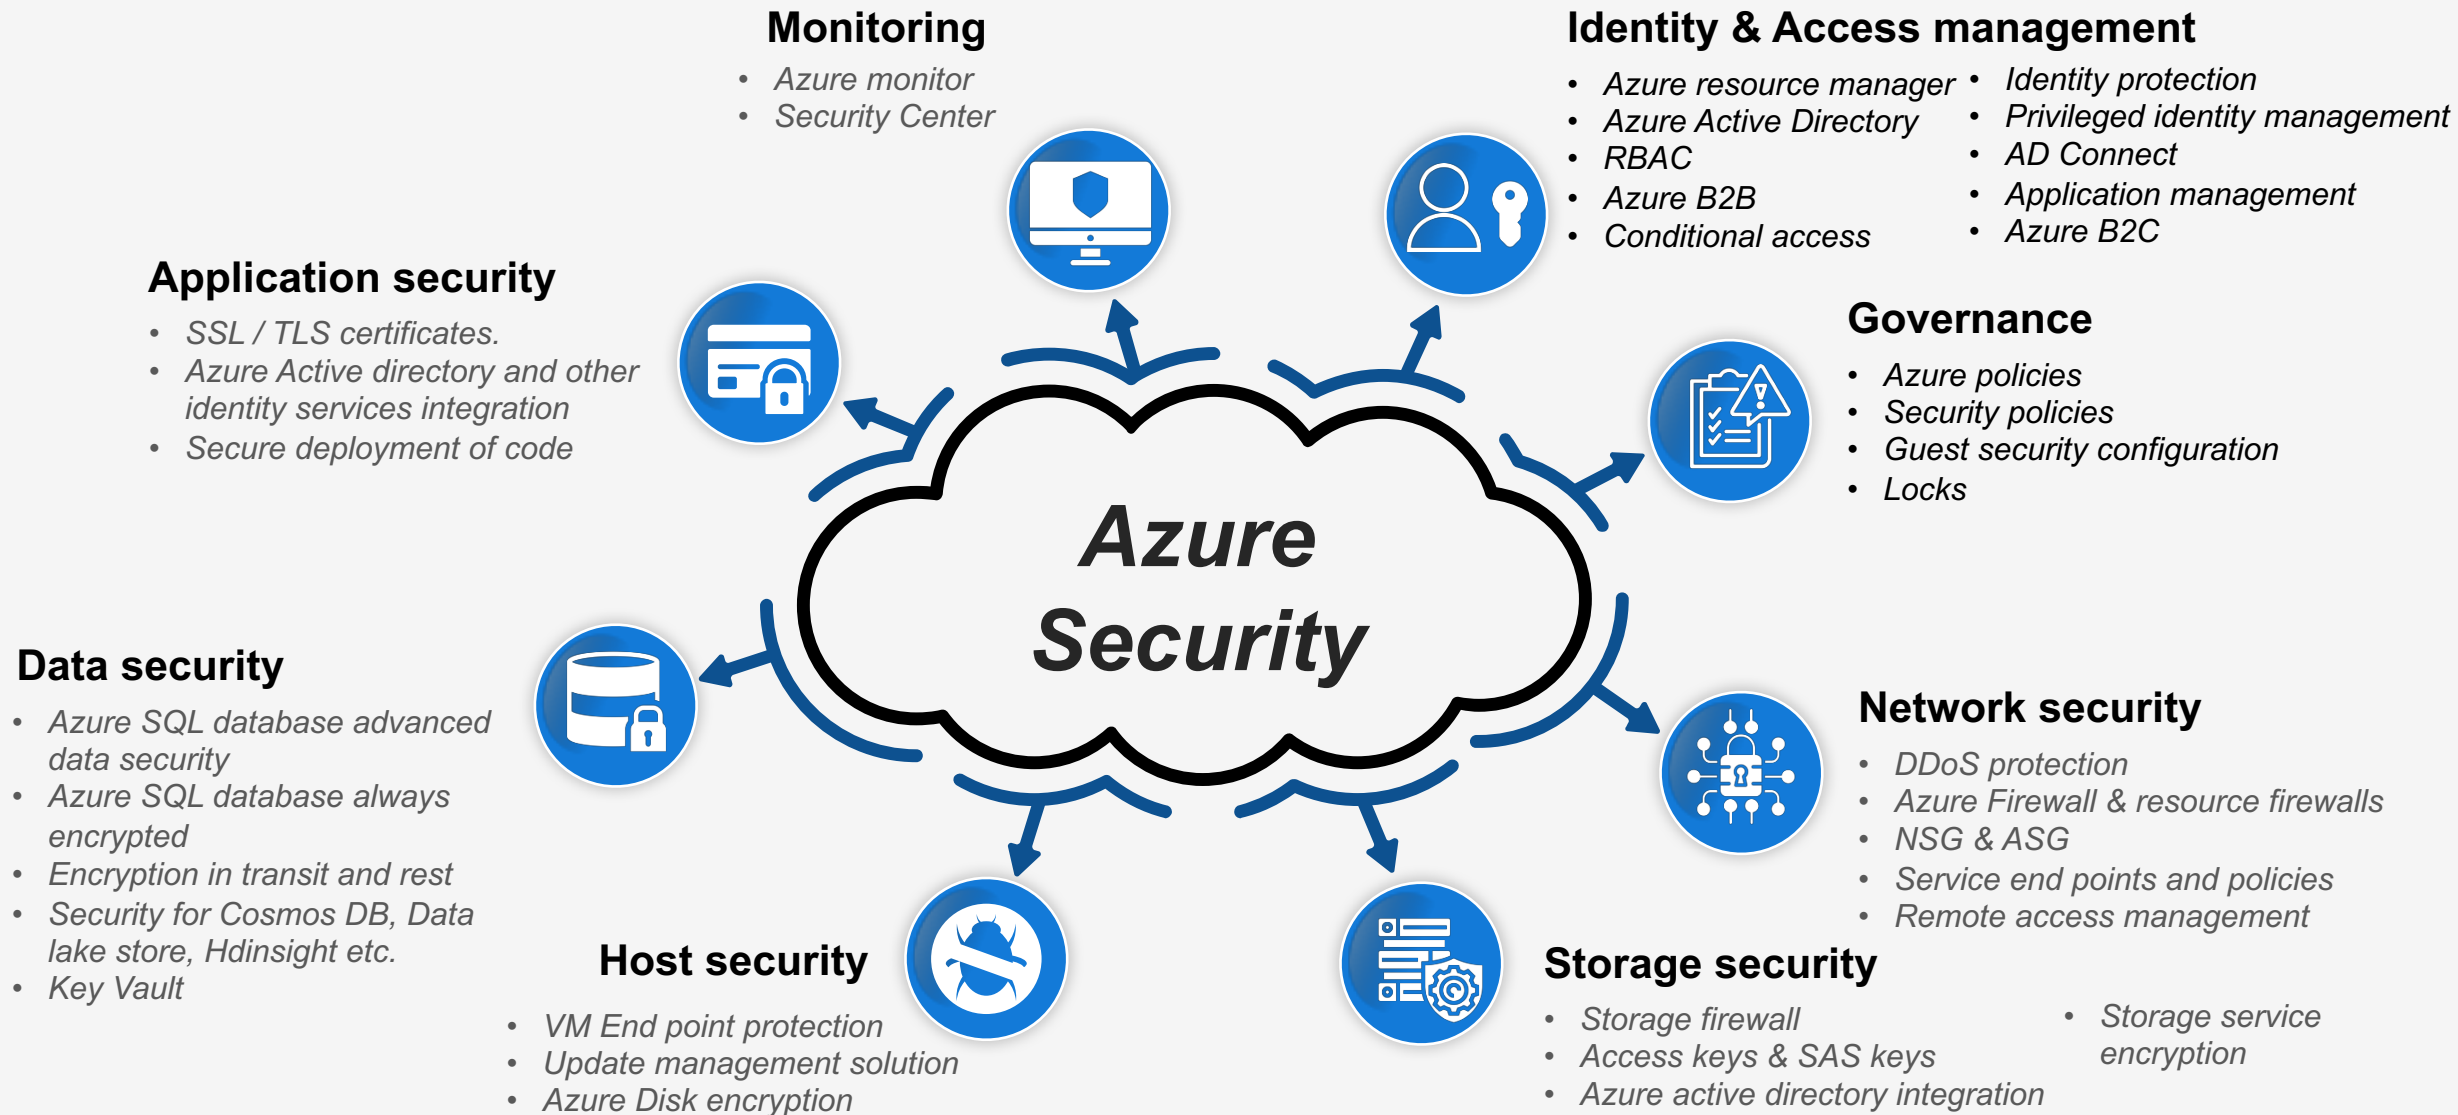 Monitoring
• Azure monitor
• Security Center
Identity & Access management
• Azure resource manager
• Azure Active Directory
• RBAC
• Azure B2B
• Conditional access
• Identity protection
• Privileged identity management
• AD Connect
• Application management
• Azure B2C
Application security
• SSL / TLS certificates.
• Azure Active directory and other
identity services integration
• Secure deployment of code
Governance
• Azure policies
• Security policies
• Guest security configuration
• Locks
Azure
Security
Data security
• Azure SQL database advanced
data security
• Azure SQL database always
encrypted
• Encryption in transit and rest
• Security for Cosmos DB, Data
lake store, Hdinsight etc.
• Key Vault
Network security
• DDoS protection
• Azure Firewall & resource firewalls
• NSG & ASG
• Service end points and policies
• Remote access management
Host security
• VM End point protection
• Update management solution
• Azure Disk encryption
Storage security
• Storage firewall
• Access keys & SAS keys
• Azure active directory integration
• Storage service
encryption